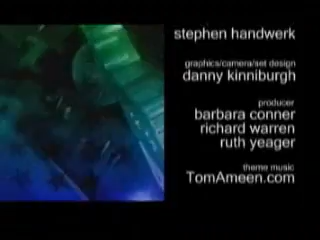 stephen handwerk
graphics/camera/set design
danny kinniburgh
producer
barbara conner
richard warren
ruth yeager
theme music
TomAmeen.com